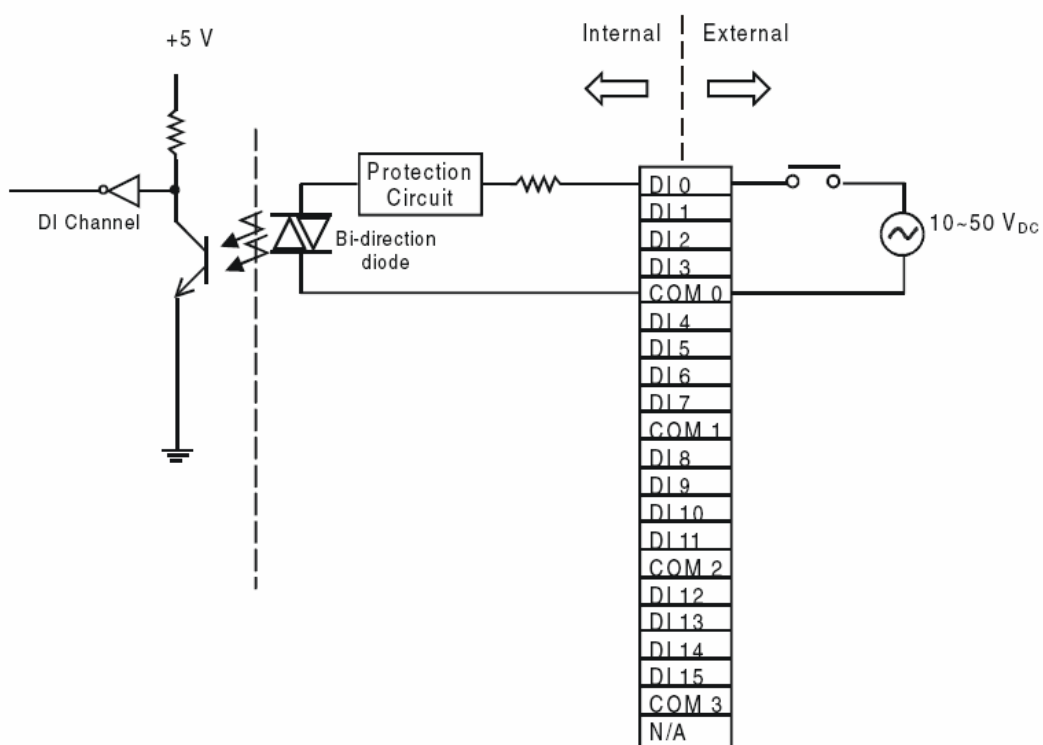 +5 V
Internal
External
DI Channel
Protection
Circuit
Bi-direction
diode
10~50 VDC
DI 0
DI 1
DI 2
DI 3
COM 0
DI 4
DI 5
DI 6
DI 7
COM 1
DI 8
DI 9
DI 10
DI 11
COM 2
DI 12
DI 13
DI 14
DI 15
COM 3
N/A